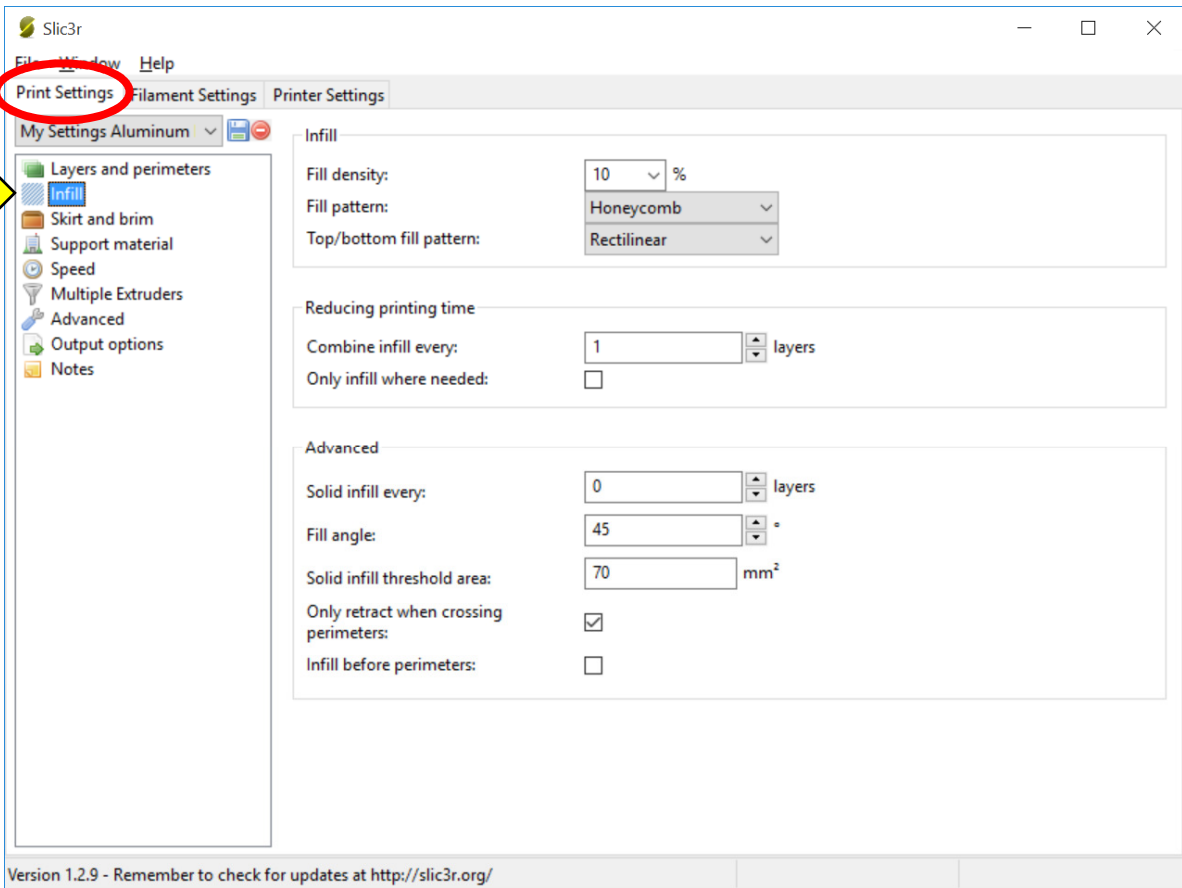 Slic3r
File Window Help
Print Settings Filament Settings Printer Settings
My Settings Aluminum
Layers and perimeters
Infill
Skirt and brim
Support material
Speed
Multiple Extruders
Advanced
Output options
Notes
Infill
Fill density: 10 %
Fill pattern: Honeycomb
Top/bottom fill pattern: Rectilinear
Reducing printing time
Combine infill every: 1 layers
Only infill where needed:
Advanced
Solid infill every: 0 layers
Fill angle: 45 °
Solid infill threshold area: 70 mm²
Only retract when crossing
perimeters:
Infill before perimeters:
Version 1.2.9 - Remember to check for updates at http://slic3r.org/